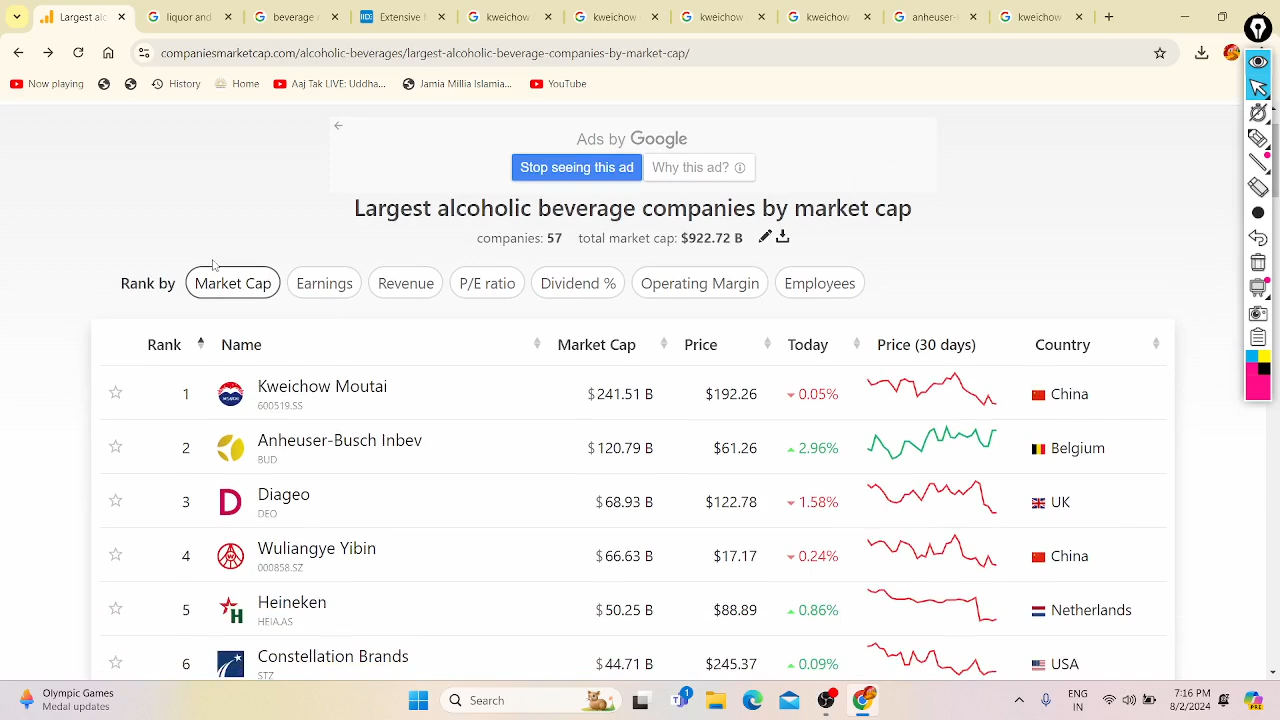 Largest alc
liquor and
beverage
Extensive
kweichow
kweichow
kweichow
kweichow
anheuser-
kweichow
companiesmarketcap.com/alcoholic-beverages/largest-alcoholic-beverage-companies-by-market-cap/
Now playing
History
Home
Aaj Tak LIVE: Uddha...
Jamia Millia Islamia...
YouTube
Ads by Google
Stop seeing this ad
Why this ad?
Largest alcoholic beverage companies by market cap
companies: 57 total market cap: $922.72 B
Rank by Market Cap Earnings Revenue P/E ratio Dividend % Operating Margin Employees
Rank Name Market Cap Price Today Price (30 days) Country
1 Kweichow Moutai $241.51 B $192.26 0.05% China
600519.SS
2 Anheuser-Busch Inbev $120.79 B $61.26 2.96% Belgium
BUD
3 Diageo $68.93 B $122.78 1.58% UK
DEO
4 Wuliangye Yibin $66.63 B $17.17 0.24% China
000858.SZ
5 Heineken $50.25 B $88.89 0.86% Netherlands
HEIA.AS
6 Constellation Brands $44.71 B $245.37 0.09% USA
STZ
Olympic Games
Medal updates
Search
1
ENG
IN
7:16 PM
8/2/2024